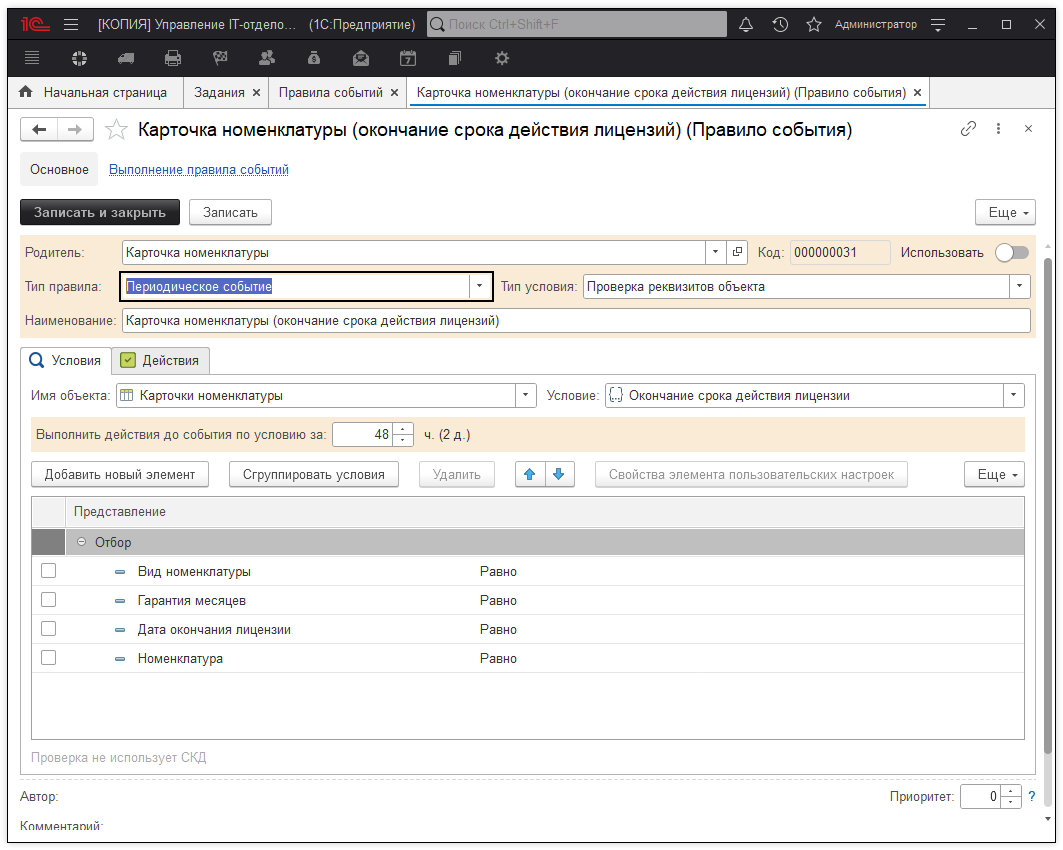 1С [КОПИЯ] Управление IT-отдело... (1С:Предприятие) Поиск Ctrl+Shift+F Администратор
7
Начальная страница Задания × Правила событий × Карточка номенклатуры (окончание срока действия лицензий) (Правило события) ×
Карточка номенклатуры (окончание срока действия лицензий) (Правило события)
Основное Выполнение правила событий
Записать и закрыть Записать Еще
Родитель: Карточка номенклатуры Код: 000000031 Использовать
Тип правила: Периодическое событие Тип условия: Проверка реквизитов объекта
Наименование: Карточка номенклатуры (окончание срока действия лицензий)
Условия Действия
Имя объекта: Карточки номенклатуры Условие: Окончание срока действия лицензии
Выполнить действия до события по условию за: 48 ч. (2 д.)
Добавить новый элемент Сгруппировать условия Удалить Свойства элемента пользовательских настроек Еще
Представление
Отбор
Вид номенклатуры Равно
Гарантия месяцев Равно
Дата окончания лицензии Равно
Номенклатура Равно
Проверка не использует СКД
Автор: Приоритет: 0 ?
Комментарий: